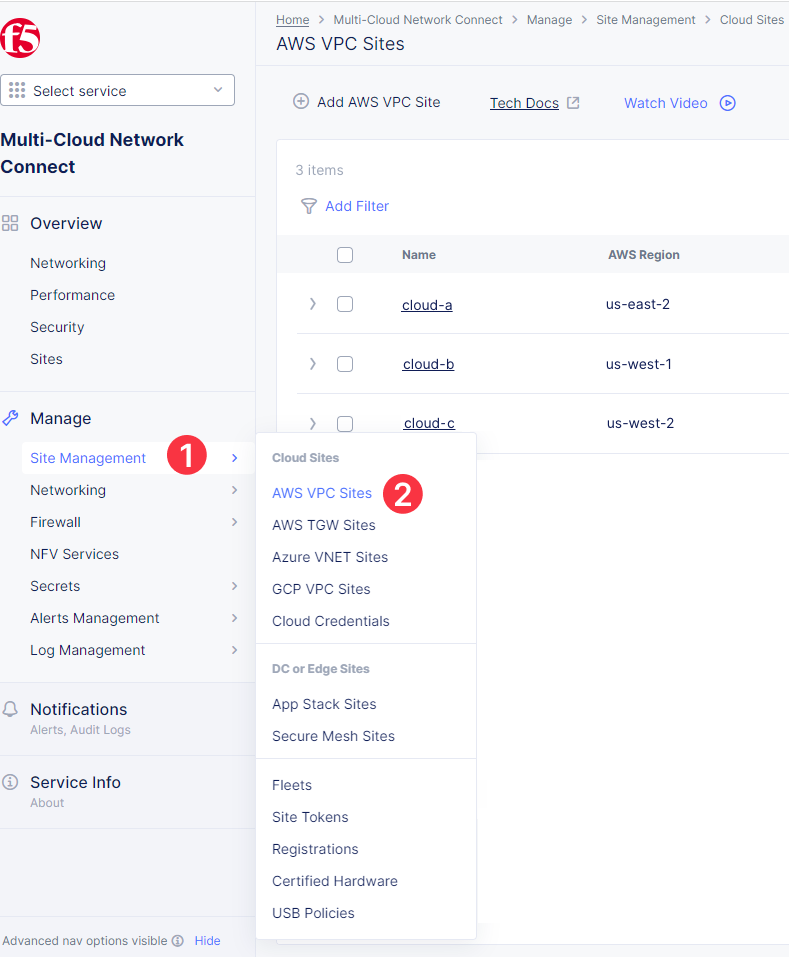 f5
Select service
Multi-Cloud Network
Connect
Overview
Networking
Performance
Security
Sites
Manage
Site Management 1
Networking
Firewall
NFV Services
Secrets
Alerts Management
Log Management
Notifications
Alerts, Audit Logs
Service Info
About
Advanced nav options visible Hide
Home > Multi-Cloud Network Connect > Manage > Site Management > Cloud Sites
AWS VPC Sites
Add AWS VPC Site Tech Docs Watch Video
3 items
Add Filter
Name AWS Region
cloud-a us-east-2
cloud-b us-west-1
cloud-c us-west-2
Cloud Sites
AWS VPC Sites 2
AWS TGW Sites
Azure VNET Sites
GCP VPC Sites
Cloud Credentials
DC or Edge Sites
App Stack Sites
Secure Mesh Sites
Fleets
Site Tokens
Registrations
Certified Hardware
USB Policies